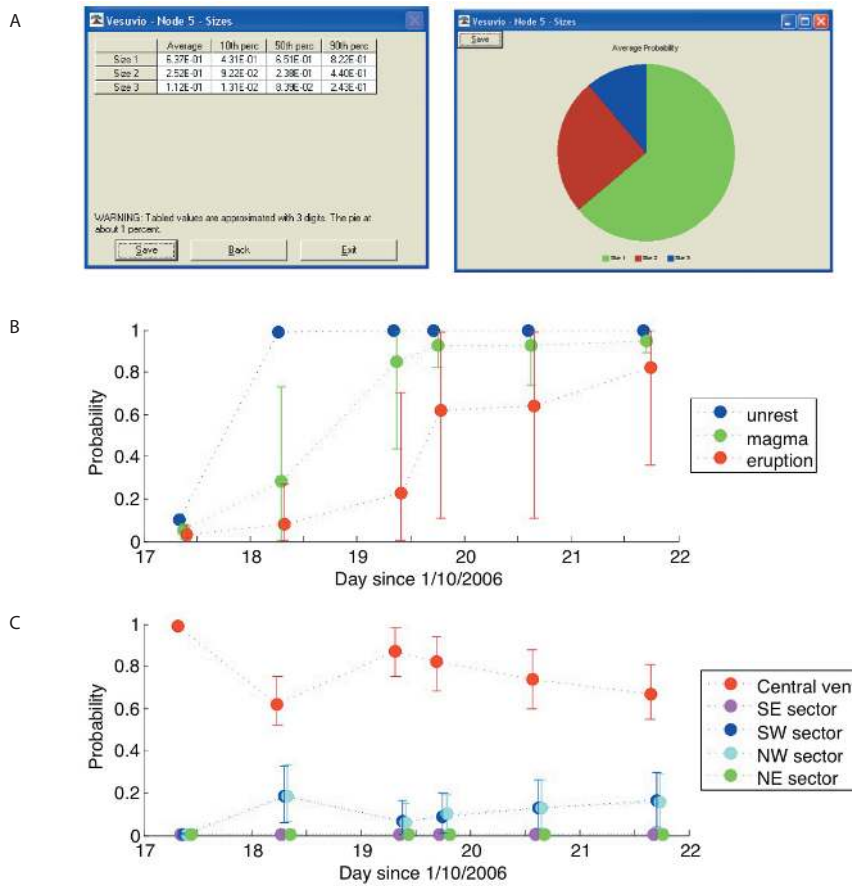 A
Vesuvio - Node 5 - Sizes
Average 10th perc 50th perc 90th perc
Size 1 6.37E-01 4.31E-01 6.51E-01 8.22E-01
Size 2 2.52E-01 9.22E-02 2.38E-01 4.40E-01
Size 3 1.12E-01 1.31E-02 8.39E-02 2.43E-01
WARNING: Tabled values are approximated with 3 digits. The pie at
about 1 percent.
Save Back Exit
Vesuvio - Node 5 - Sizes
Save
Average Probability
Size 1 Size 2 Size 3
B
1
0.8
0.6
0.4
0.2
0
Probability
17 18 19 20 21 22
Day since 1/10/2006
unrest
magma
eruption
C
1
0.8
0.6
0.4
0.2
0
Probability
17 18 19 20 21 22
Day since 1/10/2006
Central ven
SE sector
SW sector
NW sector
NE sector